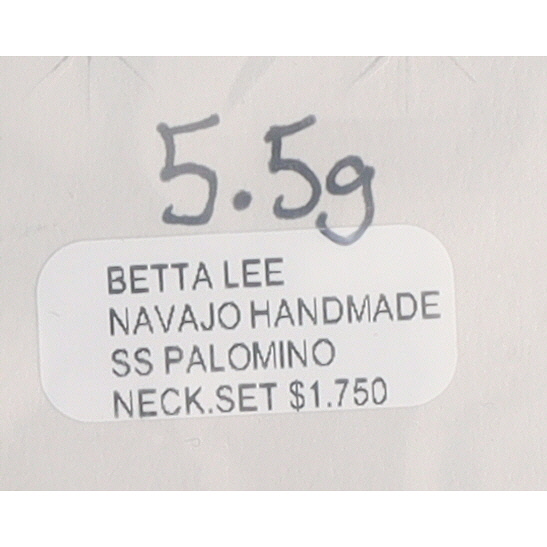 5.5g
BETTA LEE
NAVAJO HANDMADE
SS PALOMINO
NECK.SET $1.750